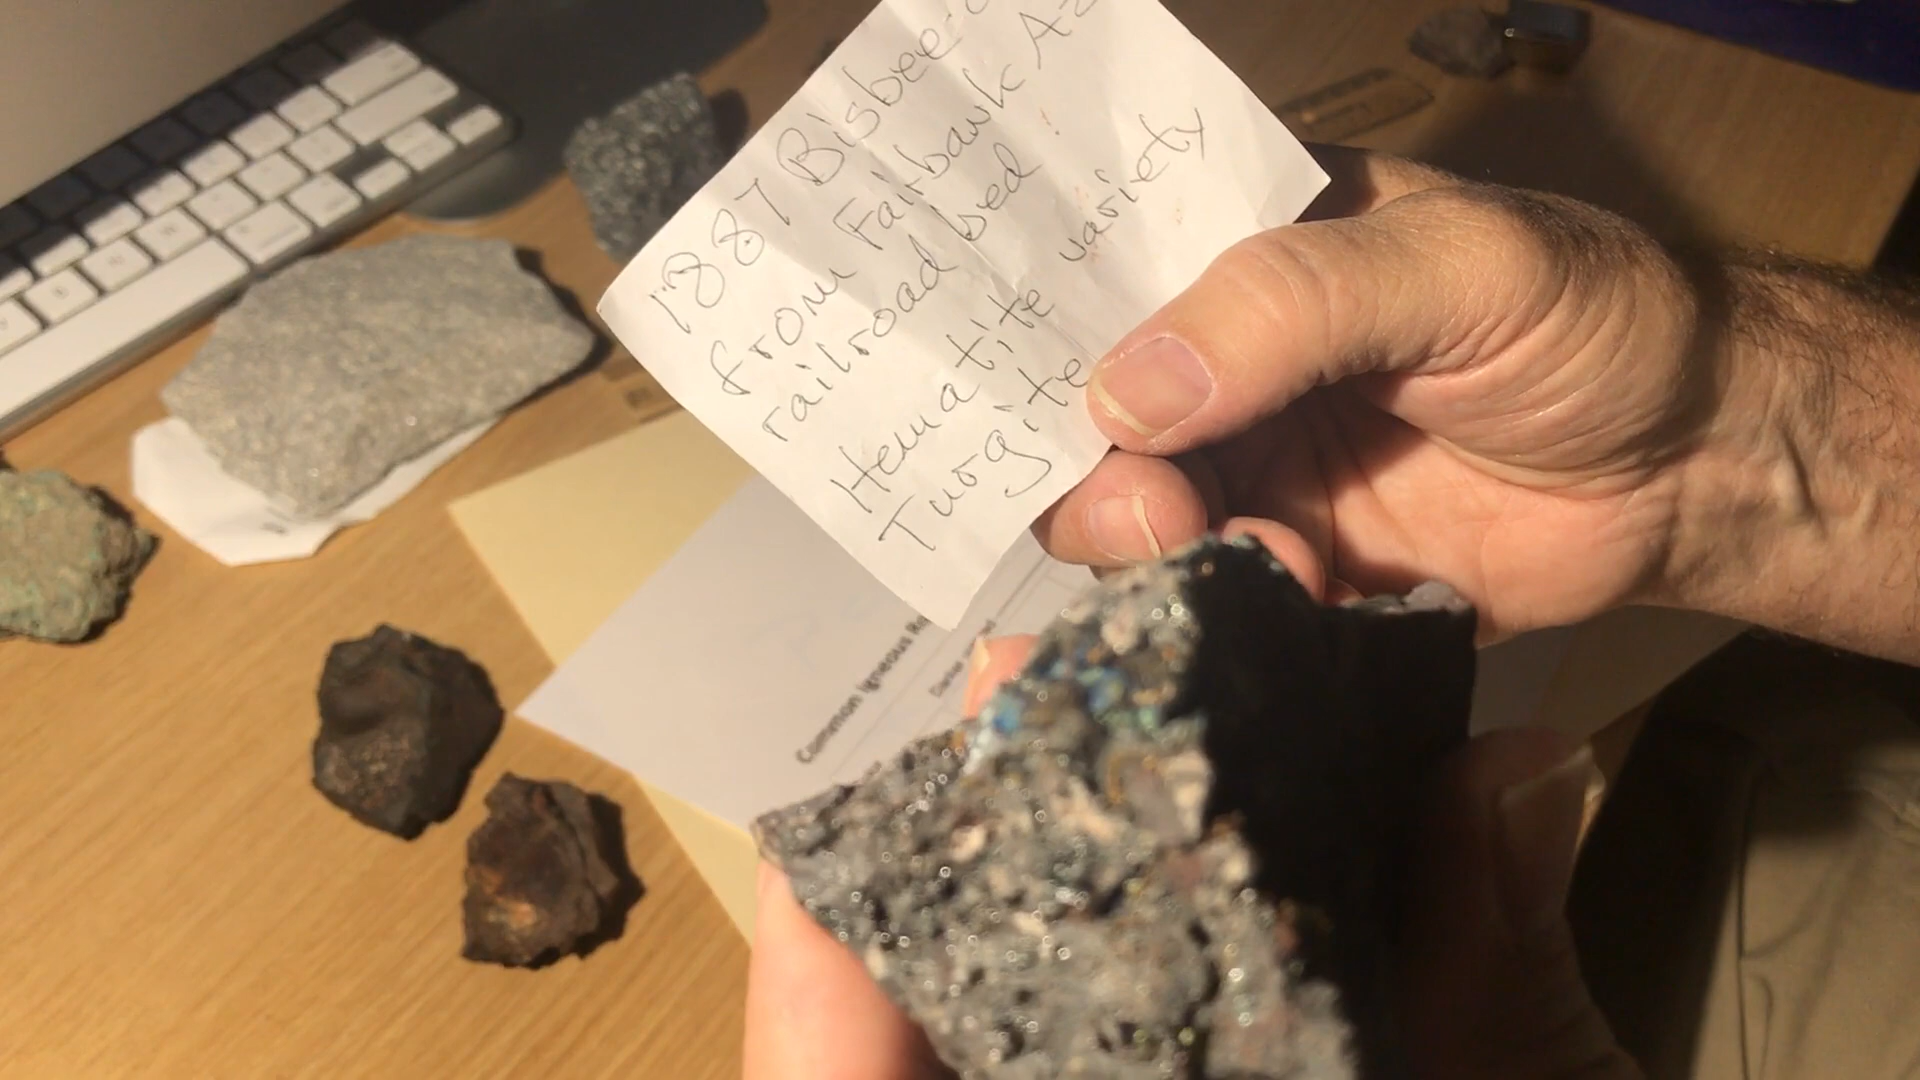 1887 Bisbee
from Fairbank AZ
railroad bed
Hematite
Turgite variety
Common Igneous